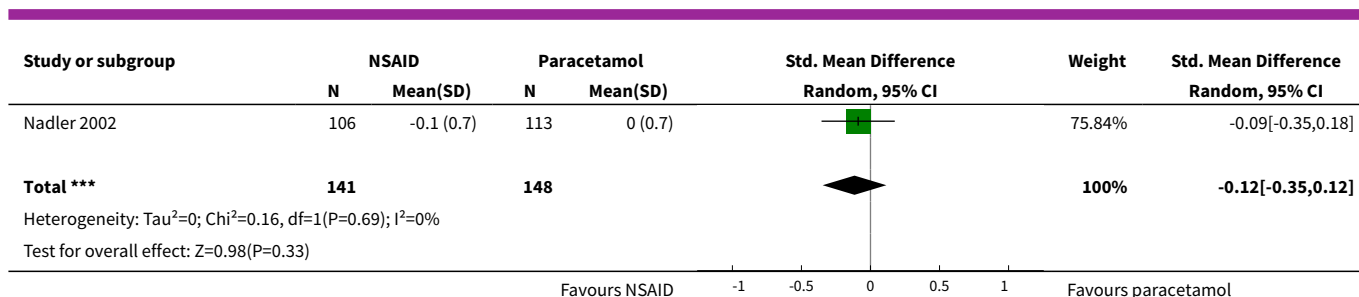 Study or subgroup NSAID Paracetamol Std. Mean Difference Weight Std. Mean Difference
N Mean(SD) N Mean(SD) Random, 95% CI Random, 95% CI
Nadler 2002 106 -0.1 (0.7) 113 0 (0.7) 75.84% -0.09[-0.35,0.18]
Total *** 141 148 100% -0.12[-0.35,0.12]
Heterogeneity: Tau²=0; Chi²=0.16, df=1(P=0.69); I²=0%
Test for overall effect: Z=0.98(P=0.33)
Favours NSAID -1 -0.5 0 0.5 1 Favours paracetamol